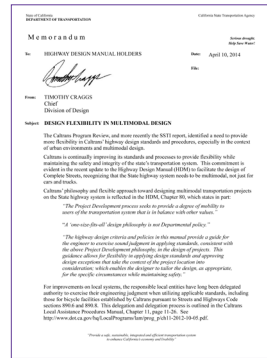 State of California
California State Transportation Agency
DEPARTMENT OF TRANSPORTATION
Memorandum
Serious drought.
Help Save Water!
To: HIGHWAY DESIGN MANUAL HOLDERS
Date: April 10, 2014
File:
From: TIMOTHY CRAGGS
Chief
Division of Design
Subject: DESIGN FLEXIBILITY IN MULTIMODAL DESIGN
The Caltrans Program Review, and more recently the SSTI report, identified a need to provide
more flexibility in Caltrans' highway design standards and procedures, especially in the context
of urban environments and multimodal design.
Caltrans is continually improving its standards and processes to provide flexibility while
maintaining the safety and integrity of the state's transportation system. This commitment is
evident in the recent update to the Highway Design Manual (HDM) to facilitate the design of
Complete Streets, recognizing that the State highway system needs to be multimodal, not just for
cars and trucks.
Caltrans' philosophy and flexible approach toward designing multimodal transportation projects
on the State highway system is reflected in the HDM, Chapter 80, which states in part:
"The Project Development process seeks to provide a degree of mobility to
users of the transportation system that is in balance with other values."
"A 'one-size-fits-all' design philosophy is not Departmental policy."
"The highway design criteria and policies in this manual provide a guide for
the engineer to exercise sound judgment in applying standards, consistent with
the above Project Development philosophy, in the design of projects. This
guidance allows for flexibility in applying design standards and approving
design exceptions that take the context of the project location into
consideration; which enables the designer to tailor the design, as appropriate,
for the specific circumstances while maintaining safety."
For improvements on local systems, the responsible local entities have long been delegated
authority to exercise their engineering judgment when utilizing applicable standards, including
those for bicycle facilities established by Caltrans pursuant to Streets and Highways Code
sections 890.6 and 890.8. This delegation and delegation process is outlined in the Caltrans
Local Assistance Procedures Manual, Chapter 11, page 11-26. See
http://www.dot.ca.gov/hq/LocalPrograms/lam/prog_p/ch11-2012-10-05.pdf.
"Provide a safe, sustainable, integrated and efficient transportation system
to enhance California's economy and livability"